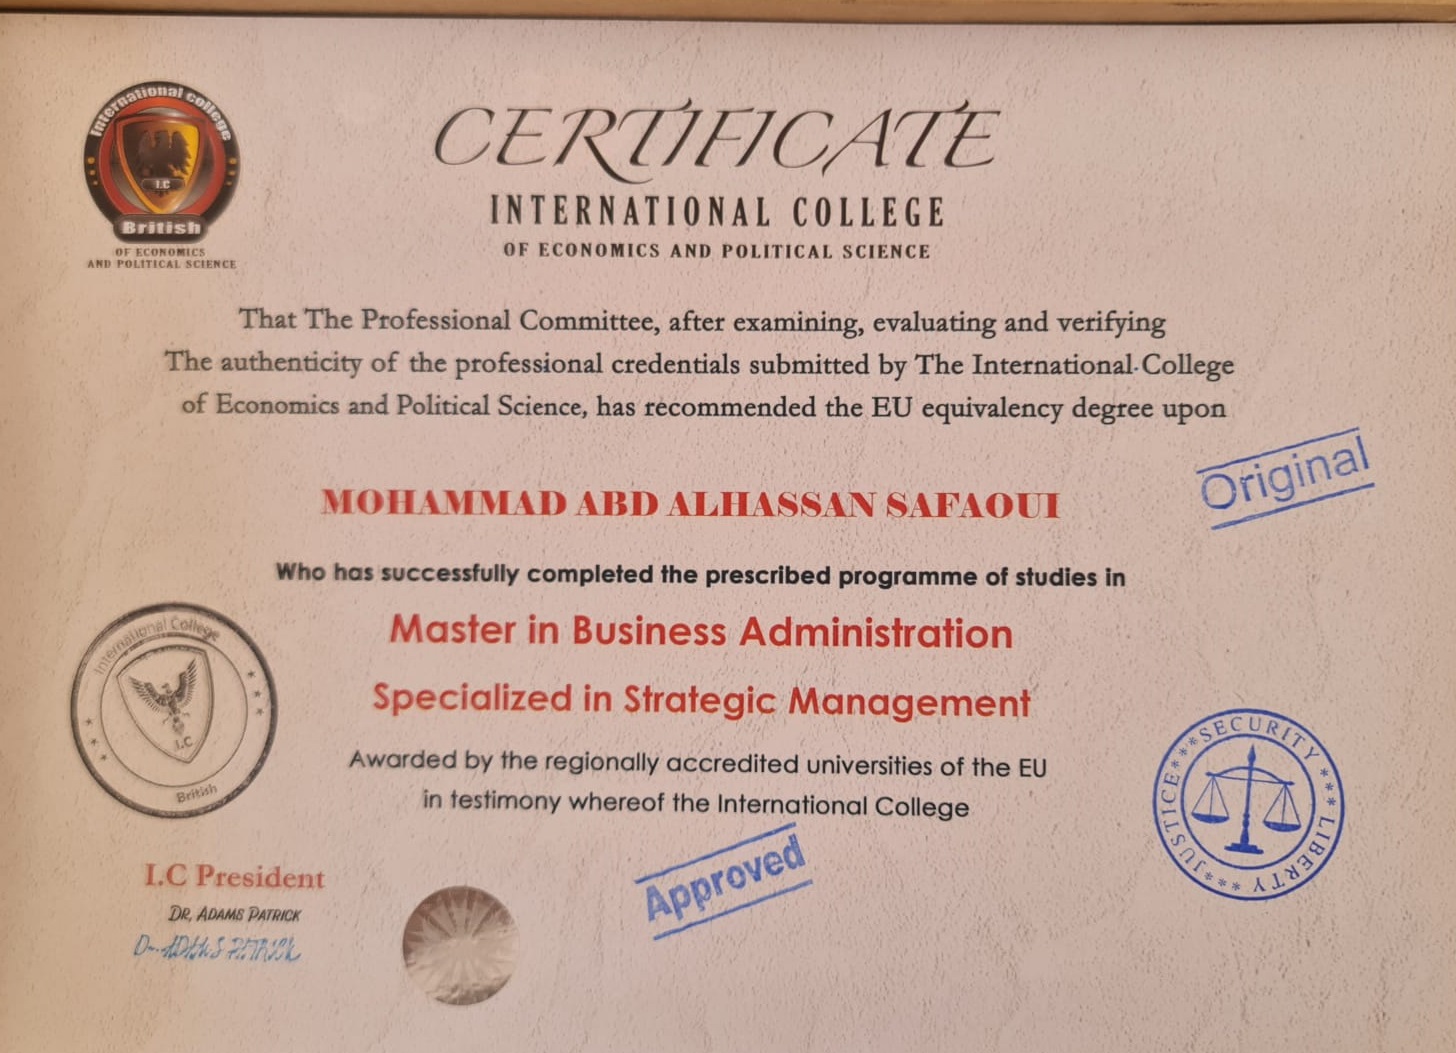 International college
I.C
British
OF ECONOMICS
AND POLITICAL SCIENCE
CERTIFICATE
INTERNATIONAL COLLEGE
OF ECONOMICS AND POLITICAL SCIENCE
That The Professional Committee, after examining, evaluating and verifying
The authenticity of the professional credentials submitted by The International College
of Economics and Political Science, has recommended the EU equivalency degree upon
Original
MOHAMMAD ABD ALHASSAN SAFAOUI
Who has successfully completed the prescribed programme of studies in
Master in Business Administration
Specialized in Strategic Management
Awarded by the regionally accredited universities of the EU
in testimony whereof the International College
International College
I.C
British
SECURITY *** LIBERTY *** JUSTICE ***
Approved
I.C President
DR, ADAMS PATRICK
Dr. ADAMS PATRICK